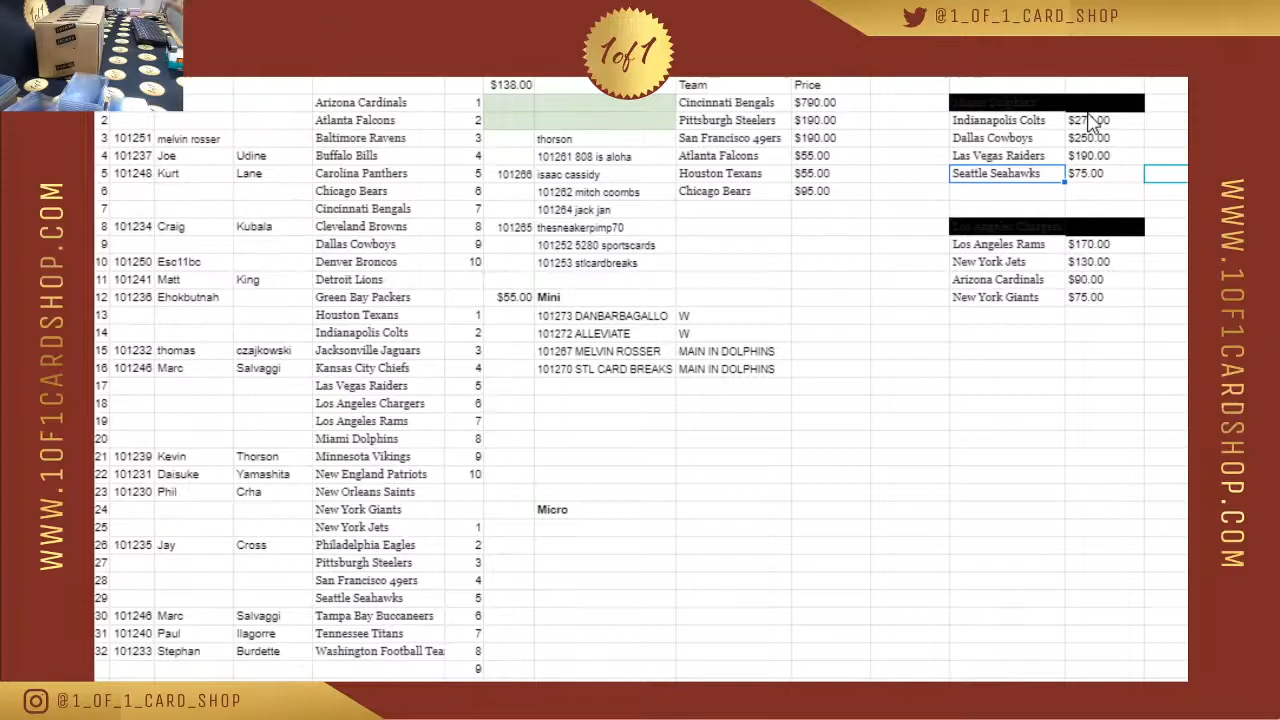 1of1
@1_OF_1_CARD_SHOP
$138.00 Team Price
Arizona Cardinals 1 Cincinnati Bengals $790.00 Miami Dolphins
2 Atlanta Falcons 2 Pittsburgh Steelers $190.00 Indianapolis Colts
3 101251 melvin rosser Baltimore Ravens 3 thorson San Francisco 49ers $190.00 Dallas Cowboys $250.00
4 101237 Joe Udine Buffalo Bills 4 101261 808 is aloha Atlanta Falcons $55.00 Las Vegas Raiders $190.00
5 101248 Kurt Lane Carolina Panthers 5 101266 isaac cassidy Houston Texans $55.00 Seattle Seahawks $75.00
6 Chicago Bears 6 101262 mitch coombs Chicago Bears $95.00
7 Cincinnati Bengals 7 101264 jack jan
8 101234 Craig Kubala Cleveland Browns 8 101265 thesneakerpimp70 Los Angeles Chargers
9 Dallas Cowboys 9 101252 5280 sportscards Los Angeles Rams $170.00
10 101250 Esc11bc Denver Broncos 10 101253 stlcardbreaks New York Jets $130.00
11 101241 Matt King Detroit Lions Arizona Cardinals $90.00
12 101236 Ehokbutnah Green Bay Packers $55.00 Mini New York Giants $75.00
13 Houston Texans 1 101273 DANBARBAGALLO W
14 Indianapolis Colts 2 101272 ALLEVIATE W
15 101232 thomas czajkowski Jacksonville Jaguars 3 101267 MELVIN ROSSER MAIN IN DOLPHINS
16 101246 Marc Salvaggi Kansas City Chiefs 4 101270 STL CARD BREAKS MAIN IN DOLPHINS
17 Las Vegas Raiders 5
18 Los Angeles Chargers 6
19 Los Angeles Rams 7
20 Miami Dolphins 8
21 101239 Kevin Thorson Minnesota Vikings 9
22 101231 Daisuke Yamashita New England Patriots 10
23 101230 Phil Crha New Orleans Saints
24 New York Giants Micro
25 New York Jets 1
26 101235 Jay Cross Philadelphia Eagles 2
27 Pittsburgh Steelers 3
28 San Francisco 49ers 4
29 Seattle Seahawks 5
30 101246 Marc Salvaggi Tampa Bay Buccaneers 6
31 101240 Paul Ilagorre Tennessee Titans 7
32 101233 Stephan Burdette Washington Football Tea 8
9
WWW.1OF1CARDSHOP.COM
WWW.1OF1CARDSHOP.COM
@1_OF_1_CARD_SHOP